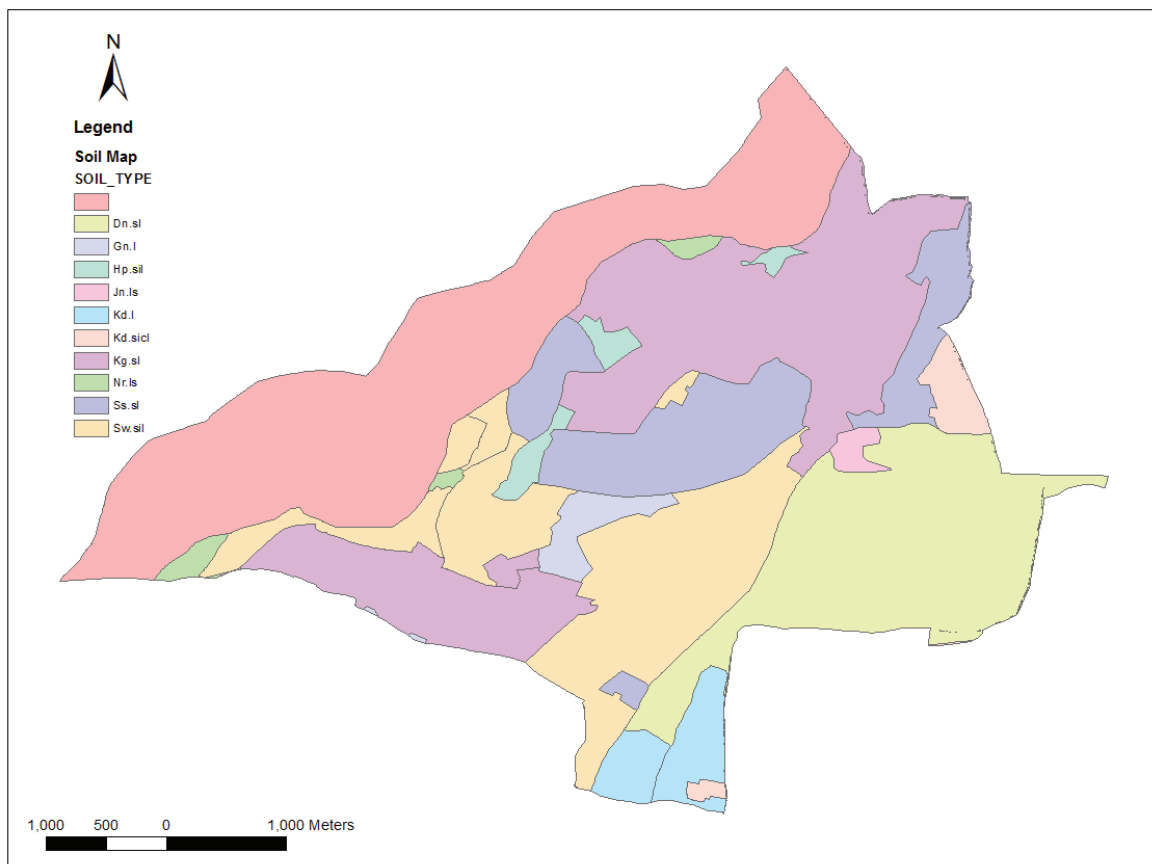 N
Legend
Soil Map
SOIL_TYPE
Dn.sl
Gn.l
Hp.sil
Jn.ls
Kd.l
Kd.sicl
Kg.sl
Nr.ls
Ss.sl
Sw.sil
1,000 500 0 1,000 Meters